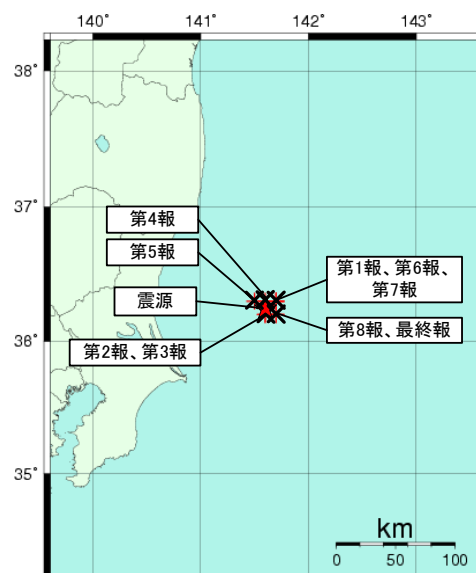 140˚ 141˚ 142˚ 143˚
38˚
37˚
第4報
第5報
第1報、第6報、
第7報
震源
第8報、最終報
36˚
第2報、第3報
35˚
km
0 50 100